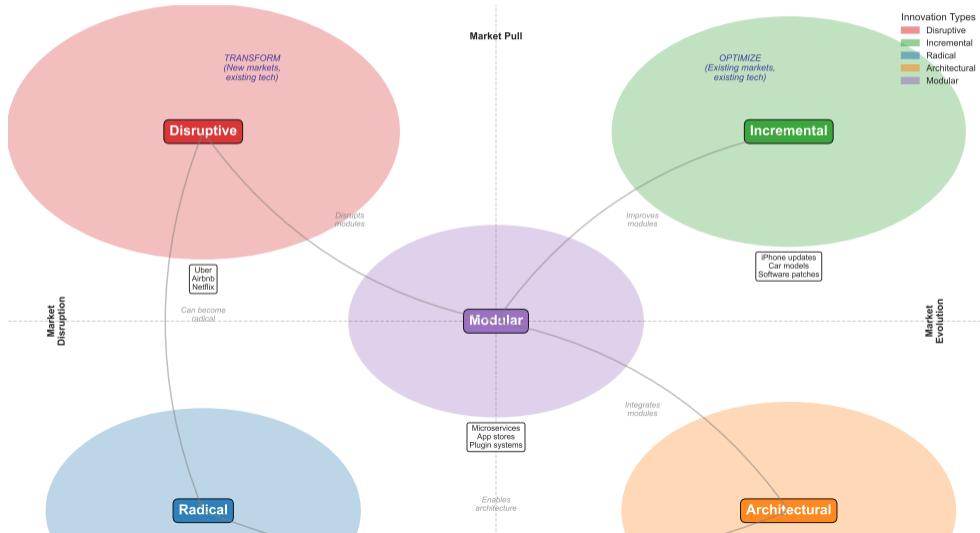 Market Pull
Innovation Types
Disruptive
Incremental
Radical
Architectural
Modular
TRANSFORM
(New markets,
existing tech)
OPTIMIZE
(Existing markets,
existing tech)
Disruptive
Incremental
Disrupts
modules
Improves
modules
Uber
Airbnb
Netflix
iPhone updates
Car models
Software patches
Can become
radical
Market
Disruption
Modular
Market
Evolution
Integrates
modules
Microservices
App stores
Plugin systems
Enables
architecture
Radical
Architectural